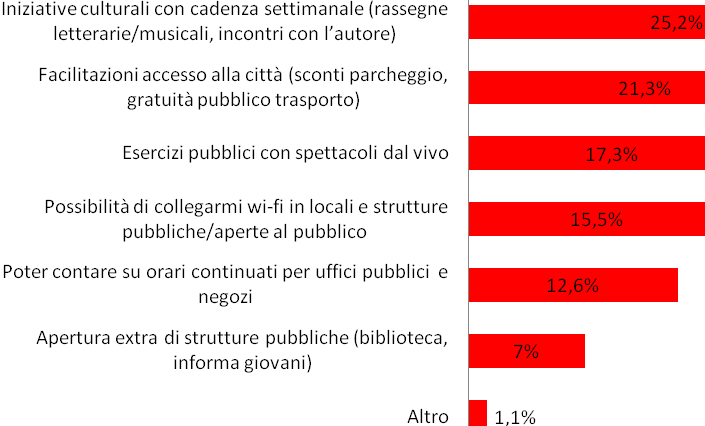 Iniziative culturali con cadenza settimanale (rassegne
letterarie/musicali, incontri con l’autore)
25,2%
Facilitazioni accesso alla città (sconti parcheggio,
gratuità pubblico trasporto)
21,3%
Esercizi pubblici con spettacoli dal vivo
17,3%
Possibilità di collegarmi wi-fi in locali e strutture
pubbliche/aperte al pubblico
15,5%
Poter contare su orari continuati per uffici pubblici e
negozi
12,6%
Apertura extra di strutture pubbliche (biblioteca,
informa giovani)
7%
Altro
1,1%